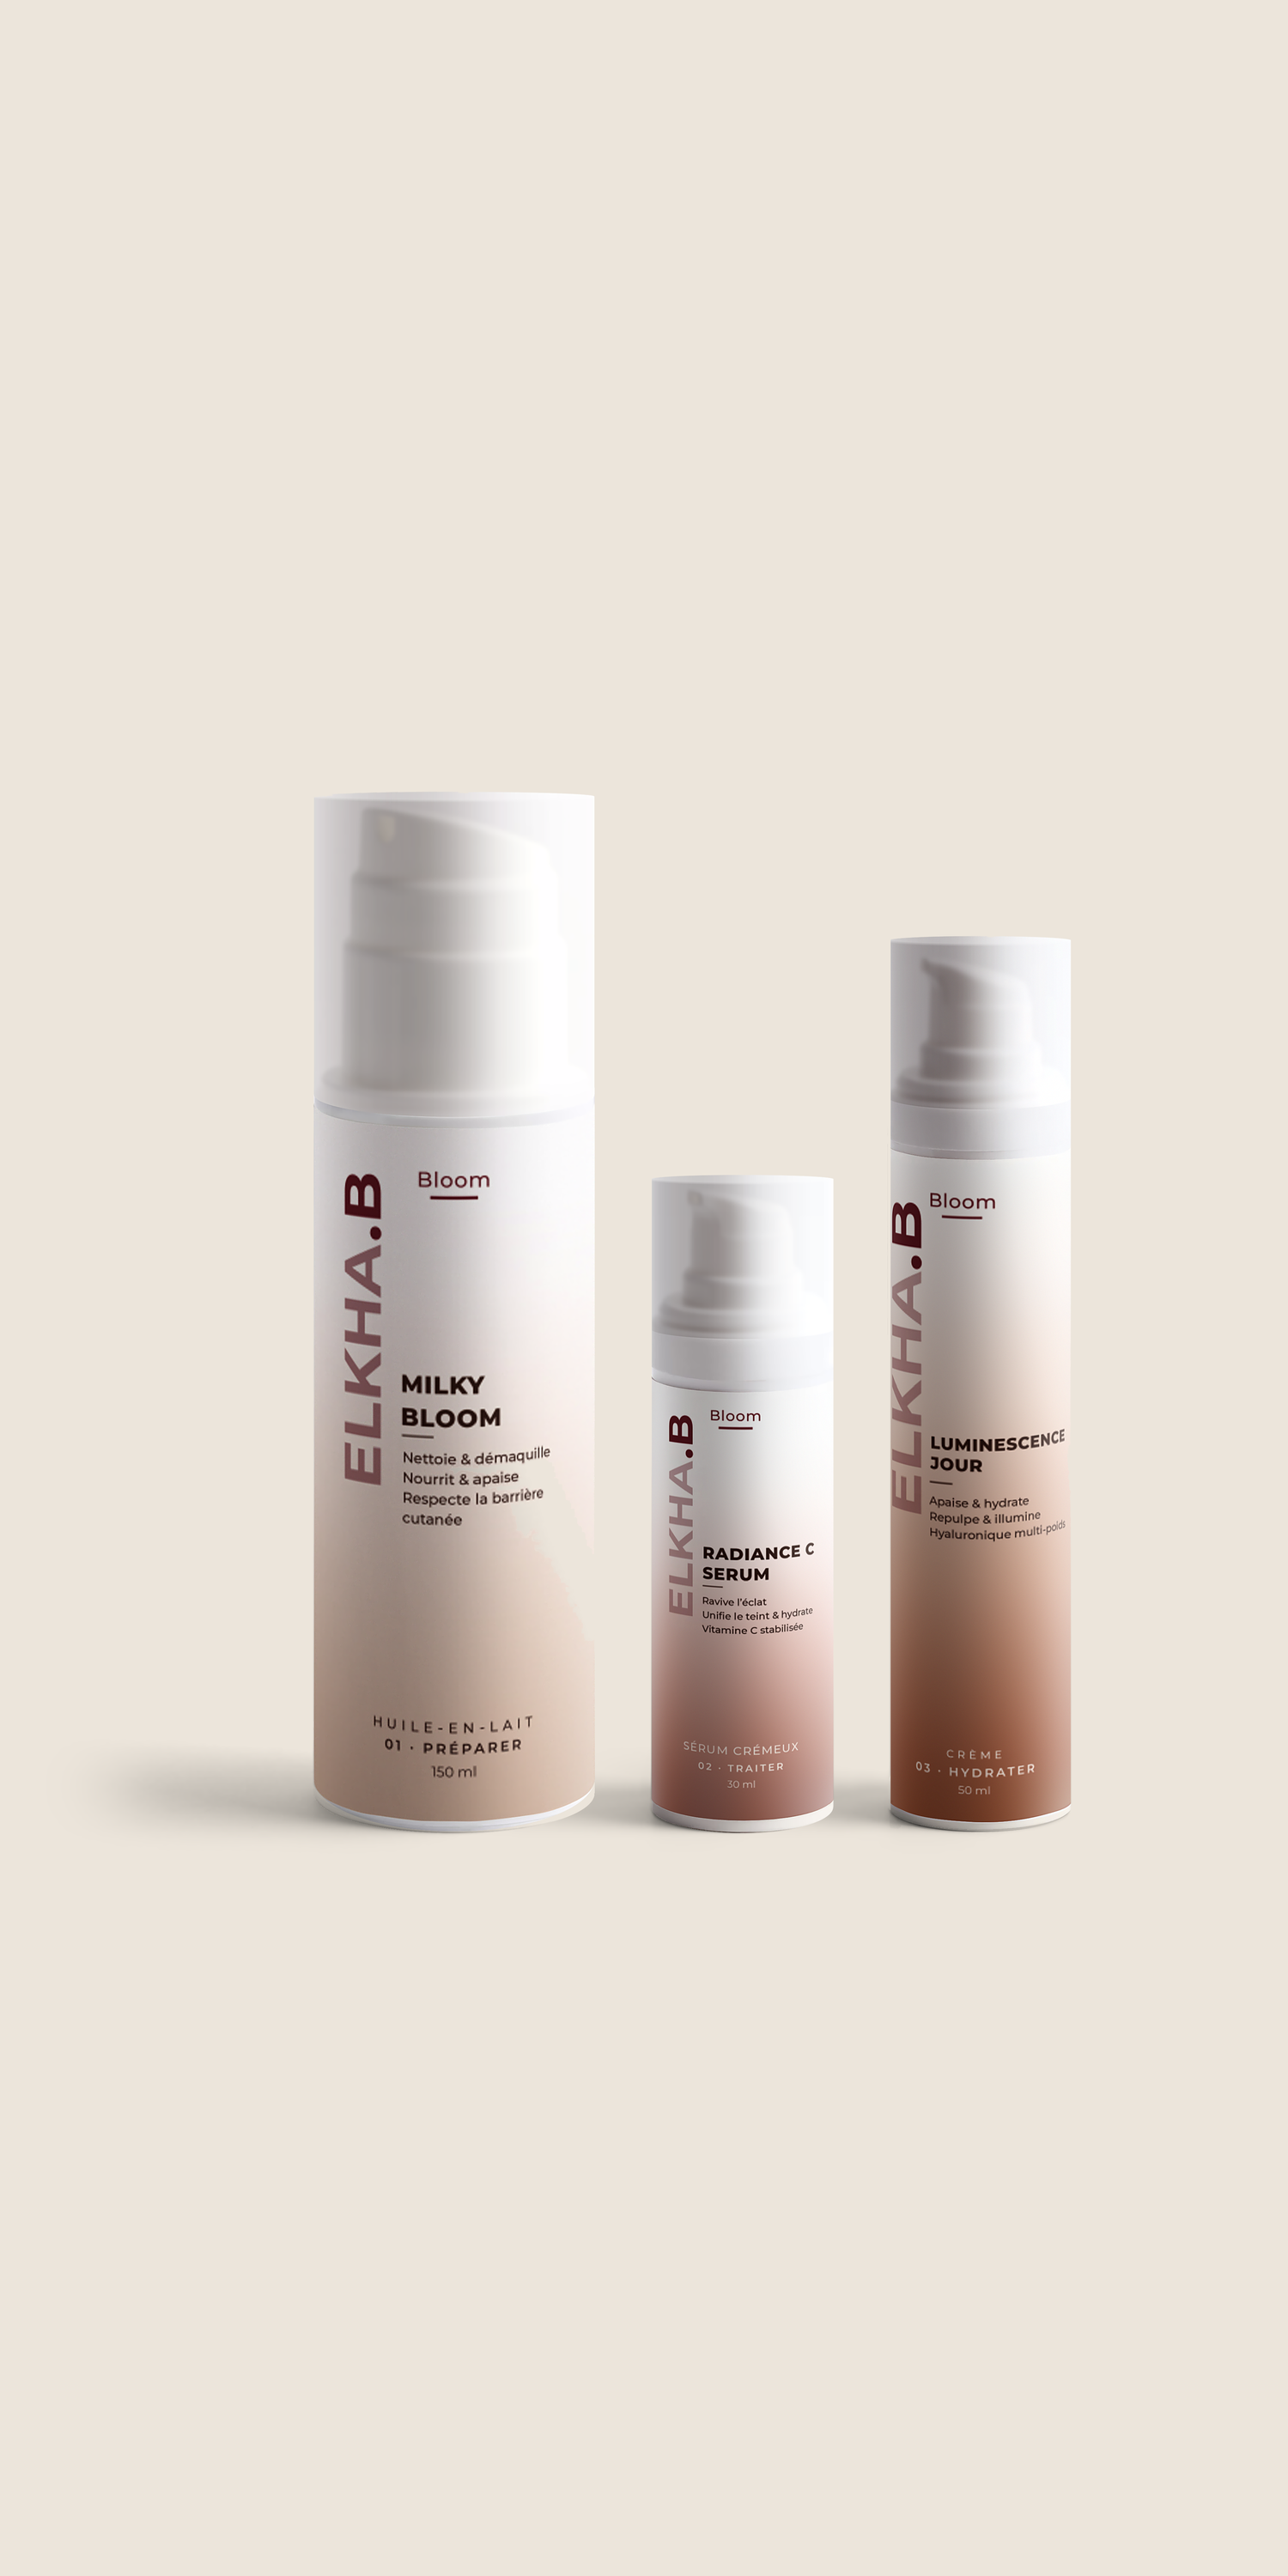 ELKHA.B
Bloom
MILKY
BLOOM
Nettoie & démaquille
Nourrit & apaise
Respecte la barrière
cutanée
HUILE-EN-LAIT
01 · PRÉPARER
150 ml
ELKHA.B
Bloom
RADIANCE C
SERUM
Ravive l'éclat
Unifie le teint & hydrate
Vitamine C stabilisée
SÉRUM CRÉMEUX
02 · TRAITER
30 ml
ELKHA.B
Bloom
LUMINESCENCE
JOUR
Apaise & hydrate
Repulpe & illumine
Hyaluronique multi-poids
CRÈME
03 · HYDRATER
50 ml